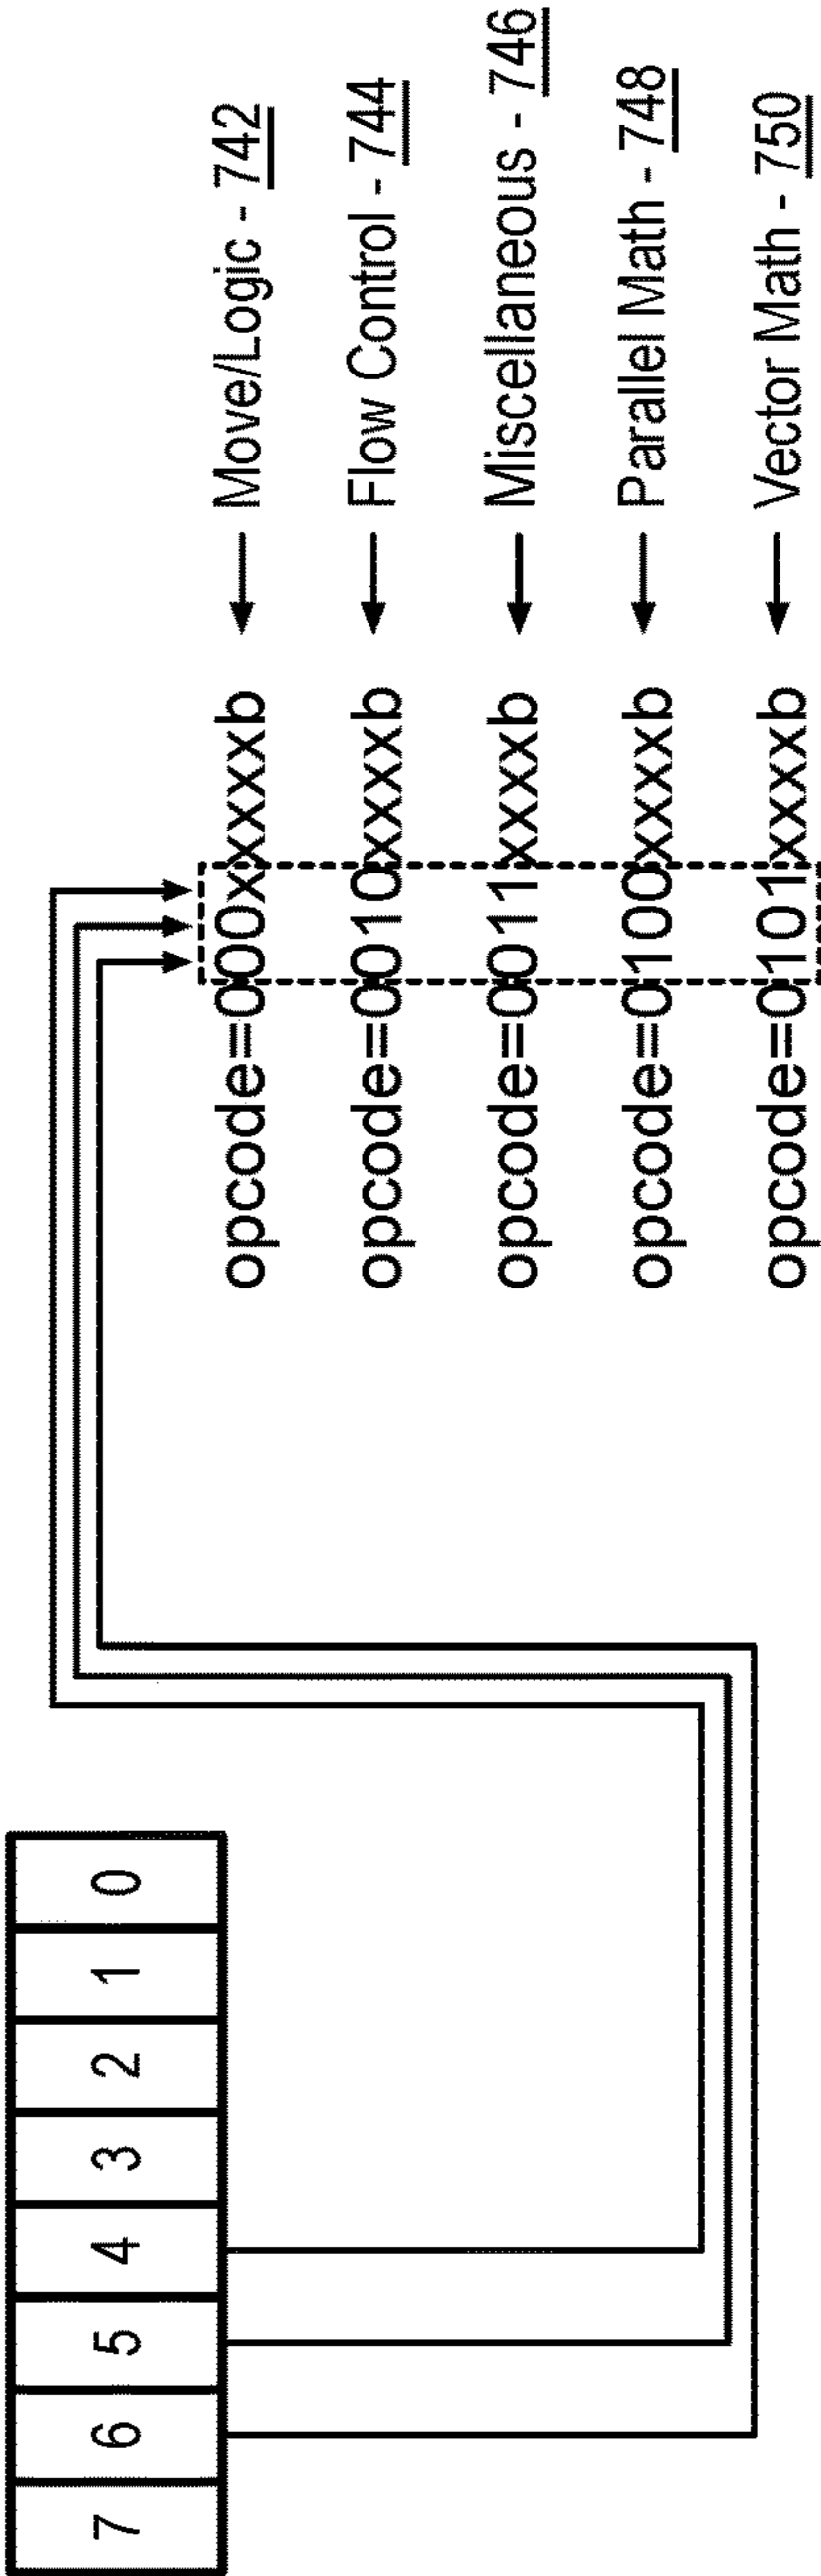 7 6 5 4 3 2 1 0
opcode=000xxxxxb Move/Logic - 742
opcode=0010xxxxb Flow Control - 744
opcode=0011xxxxb Miscellaneous - 746
opcode=0100xxxxb Parallel Math - 748
opcode=0101xxxxb Vector Math - 750